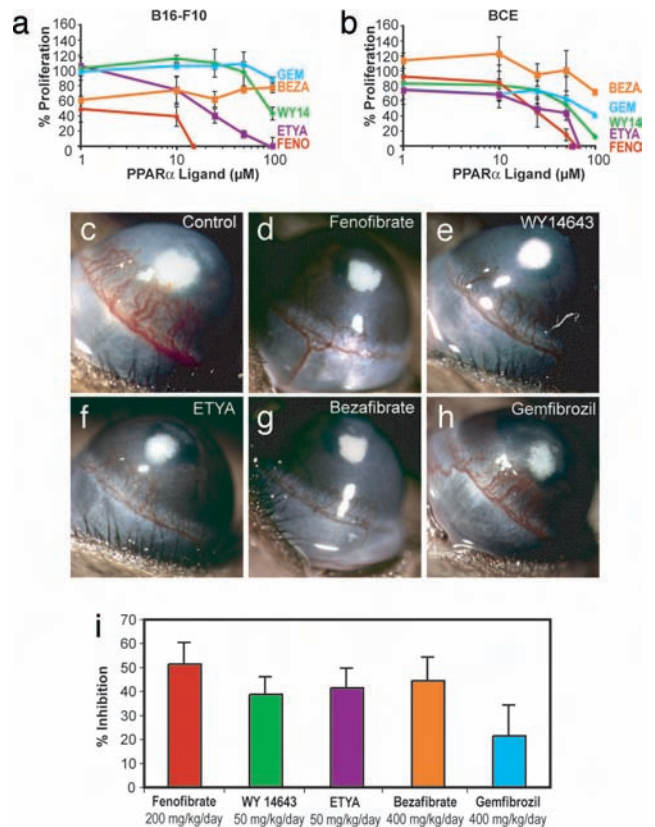 a
B16-F10
% Proliferation
160
140
120
100
80
60
40
20
0
1
10
100
PPARα Ligand (μM)
GEM
BEZA
WY14
ETYA
FENO
b
BCE
% Proliferation
160
140
120
100
80
60
40
20
0
1
10
100
PPARα Ligand (μM)
BEZA
GEM
WY14
ETYA
FENO
c Control
d Fenofibrate
e WY14643
f ETYA
g Bezafibrate
h Gemfibrozil
i
% Inhibition
70
60
50
40
30
20
10
0
Fenofibrate WY 14643 ETYA Bezafibrate Gemfibrozil
200 mg/kg/day 50 mg/kg/day 50 mg/kg/day 400 mg/kg/day 400 mg/kg/day